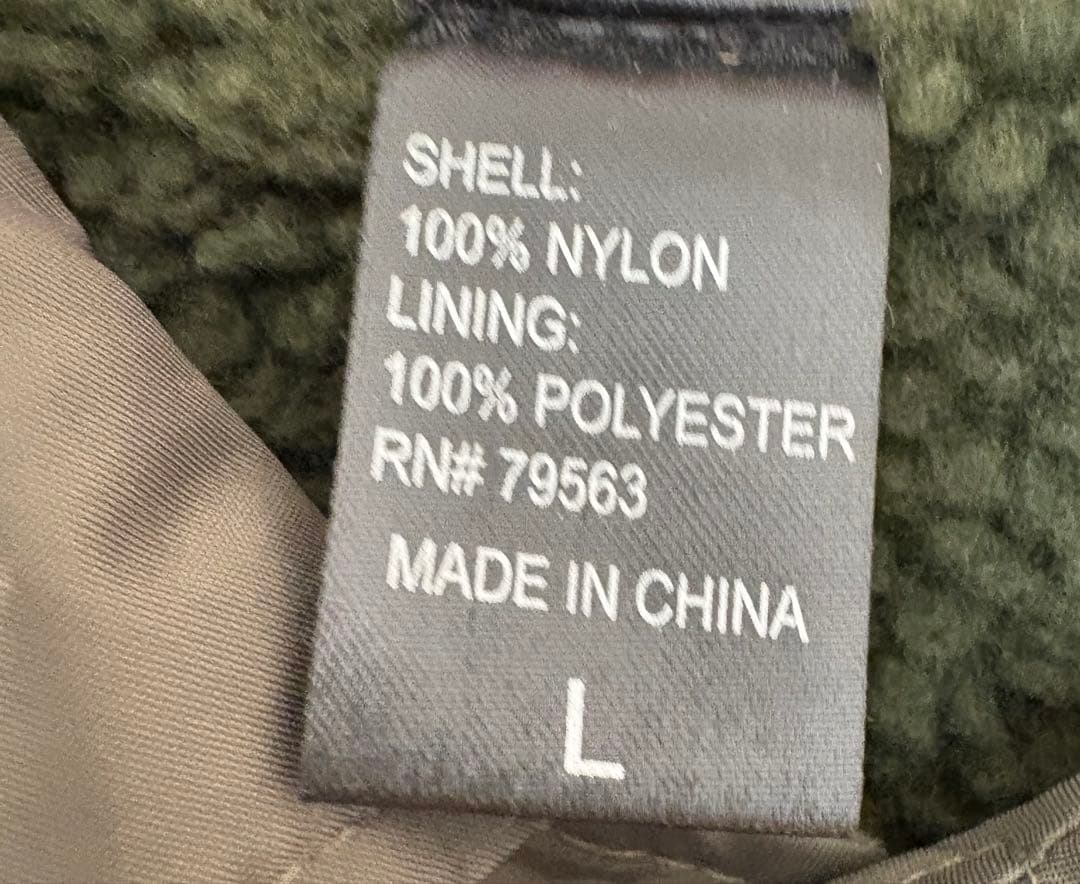 SHELL:
100% NYLON
LINING:
100% POLYESTER
RN# 79563
MADE IN CHINA
L